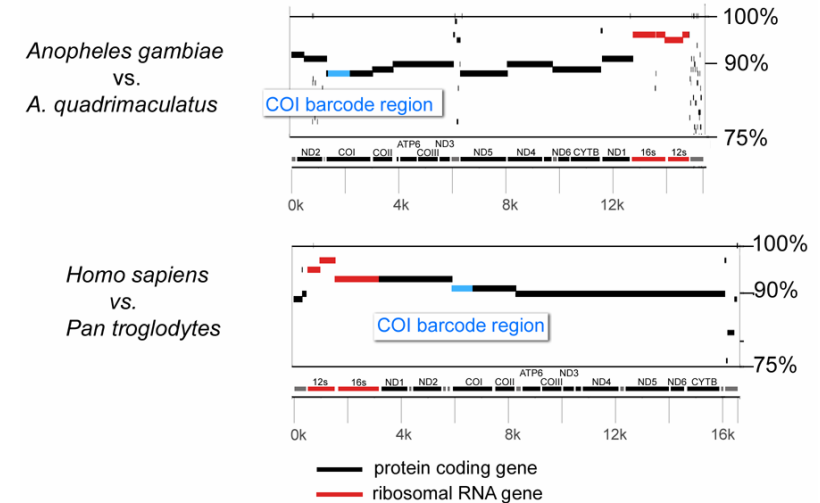 100%
Anopheles gambiae
vs.
A. quadrimaculatus
90%
COI barcode region
75%
ATP6 ND3
ND2 COI COII COIII ND5 ND4 ND6 CYTB ND1 16s 12s
0k 4k 8k 12k
100%
Homo sapiens
vs.
Pan troglodytes
90%
COI barcode region
75%
ATP6 ND3
12s 16s ND1 ND2 COI COII COIII ND4 ND5 ND6 CYTB
0k 4k 8k 12k 16k
protein coding gene
ribosomal RNA gene